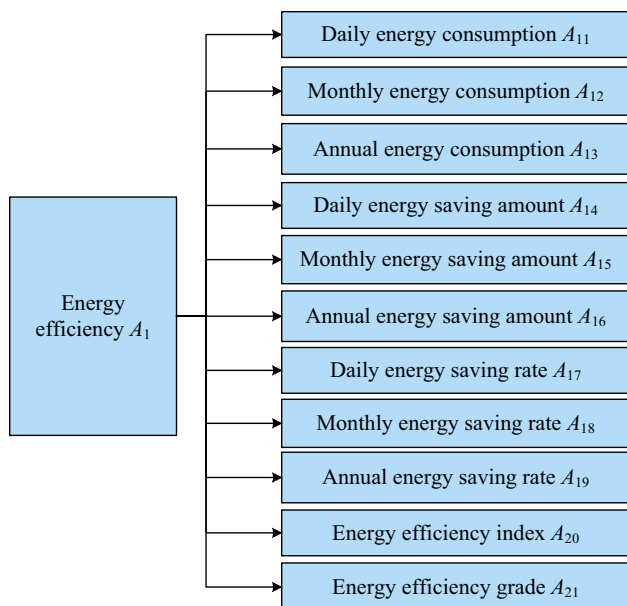 Daily energy consumption A11
Monthly energy consumption A12
Annual energy consumption A13
Daily energy saving amount A14
Monthly energy saving amount A15
Energy
efficiency A1
Annual energy saving amount A16
Daily energy saving rate A17
Monthly energy saving rate A18
Annual energy saving rate A19
Energy efficiency index A20
Energy efficiency grade A21